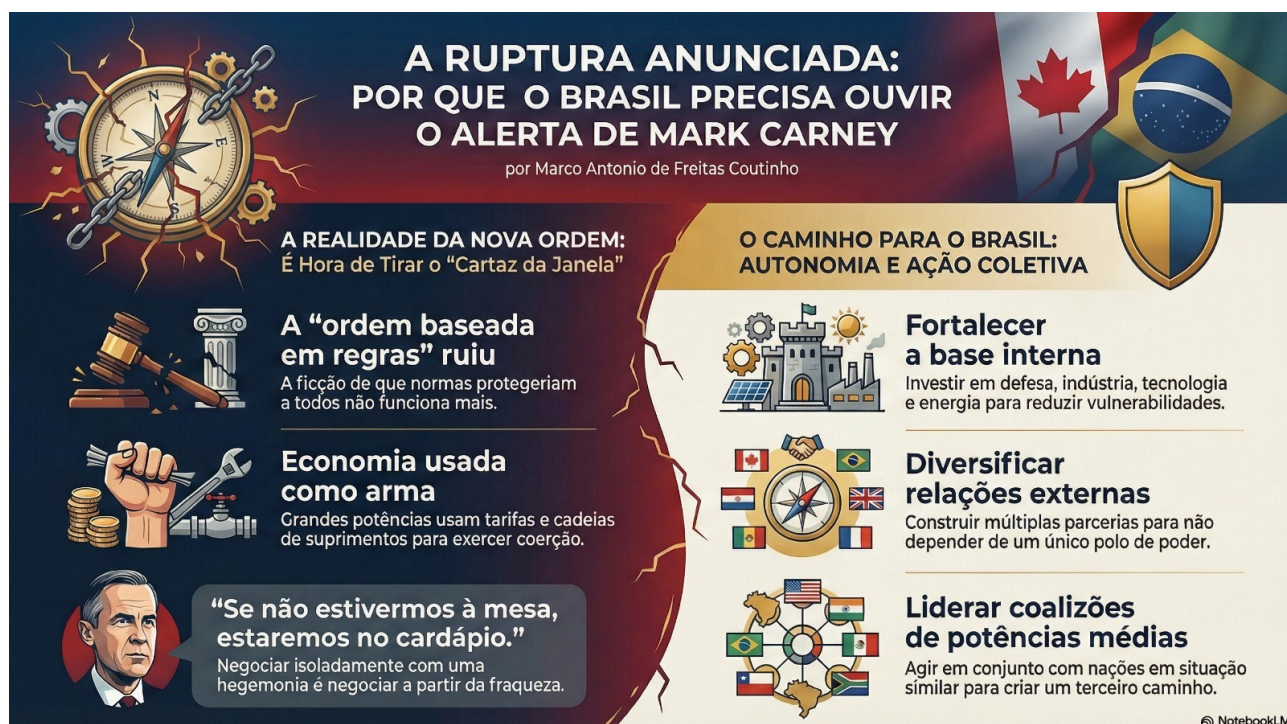 A RUPTURA ANUNCIADA:
POR QUE O BRASIL PRECISA OUVIR
O ALERTA DE MARK CARNEY
por Marco Antonio de Freitas Coutinho
N
E
S
W
A REALIDADE DA NOVA ORDEM:
É Hora de Tirar o “Cartaz da Janela”
A “ordem baseada
em regras” ruiu
A ficção de que normas protegeriam
a todos não funciona mais.
Economia usada
como arma
Grandes potências usam tarifas e cadeias
de suprimentos para exercer coerção.
“Se não estivermos à mesa,
estaremos no cardápio.”
Negociar isoladamente com uma
hegemonia é negociar a partir da fraqueza.
O CAMINHO PARA O BRASIL:
AUTONOMIA E AÇÃO COLETIVA
Fortalecer
a base interna
Investir em defesa, indústria, tecnologia
e energia para reduzir vulnerabilidades.
Diversificar
relações externas
Construir múltiplas parcerias para não
depender de um único polo de poder.
Liderar coalizões
de potências médias
Agir em conjunto com nações em situação
similar para criar um terceiro caminho.